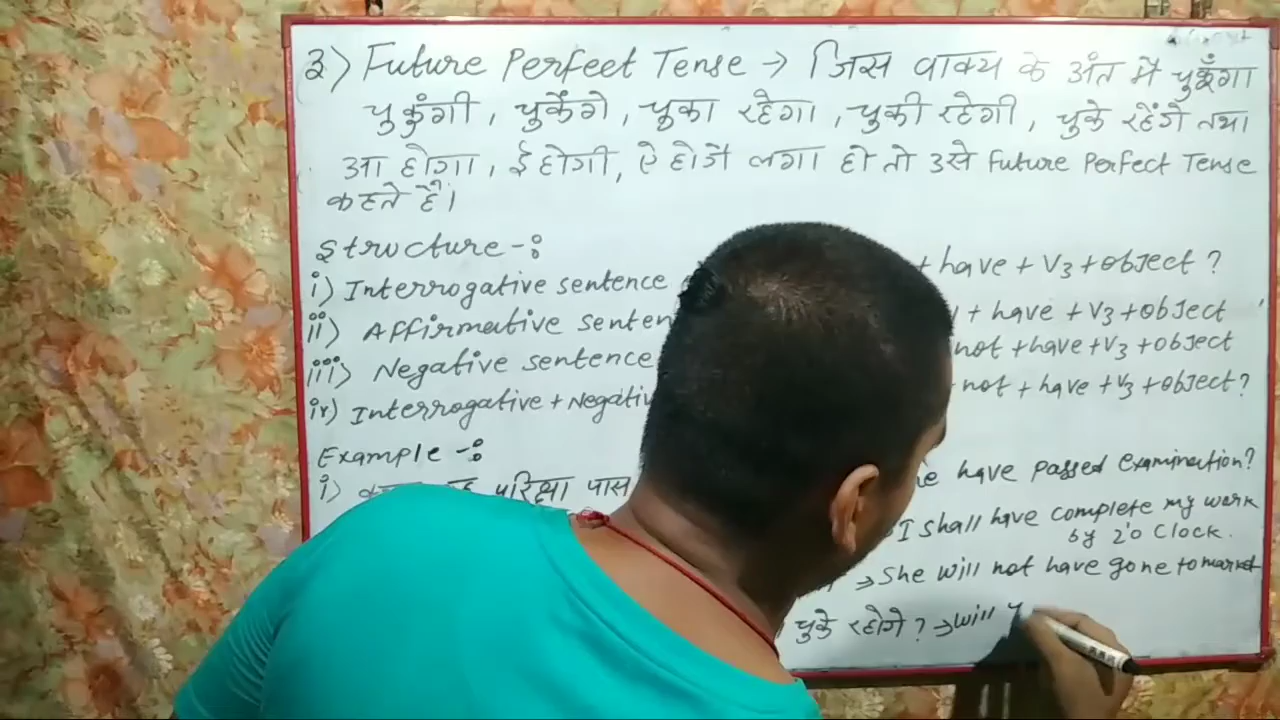 3) Future Perfect Tense → जिस वाक्य के अंत में चुकूँगा
चुकुंगी, चुकेंगे, चुका रहेगा, चुकी रहेगी, चुके रहेंगे तथा
आ होगा, ई होगी, ऐ होंगे लगा हो तो उसे Future Perfect Tense
कहते हैं।
Structure -:
i) Interrogative sentence + have + V3 + object ?
ii) Affirmative senten + have + V3 + object
iii) Negative sentence not + have + V3 + object
iv) Interrogative + Negativ not + have + V3 + object?
Example -:
i) परिक्षा पास have passed examination?
I shall have complete my work
by 2'o Clock.
→ She will not have gone to market
चुके रहोगे ? → will